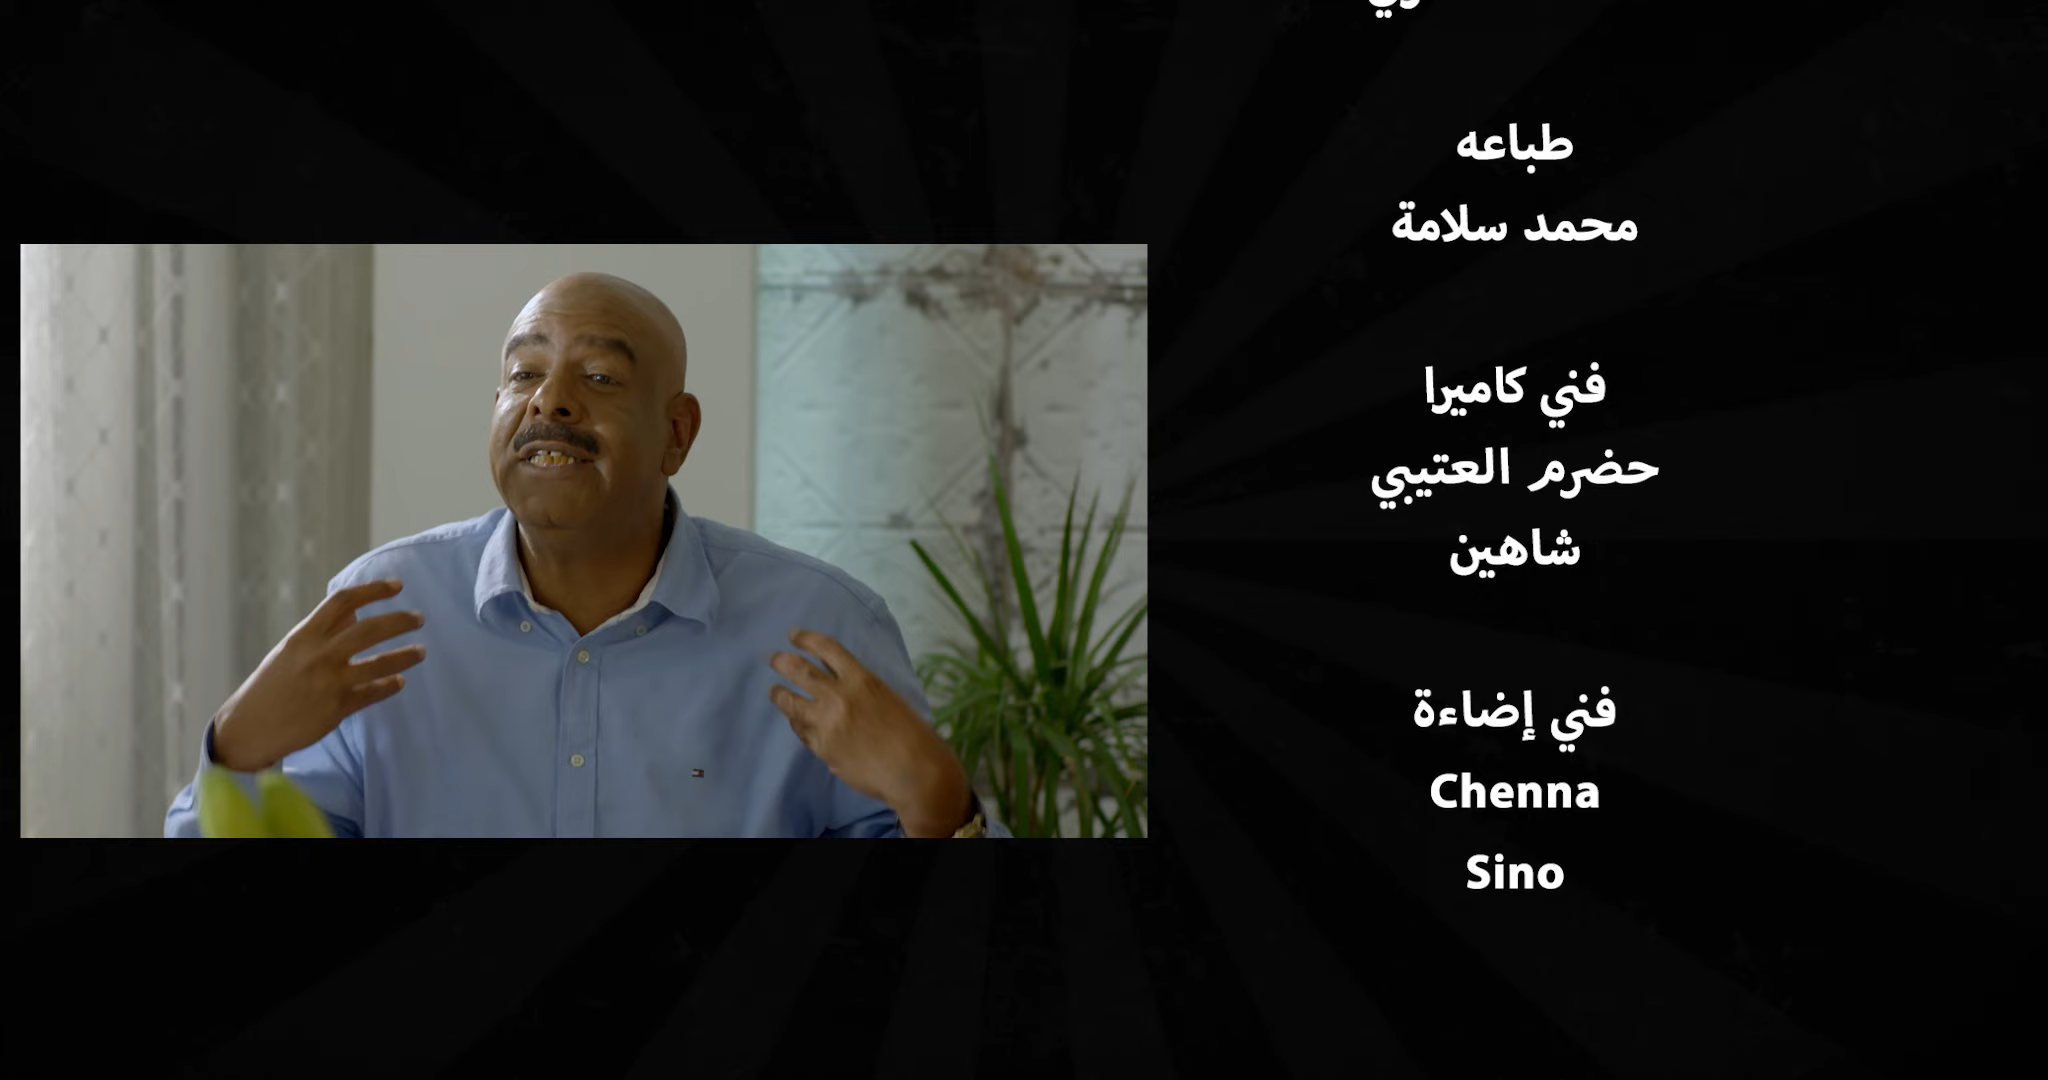 طباعه
محمد سلامة
فني كاميرا
حضرم العتيبي
شاهين
فني إضاءة
Chenna
Sino